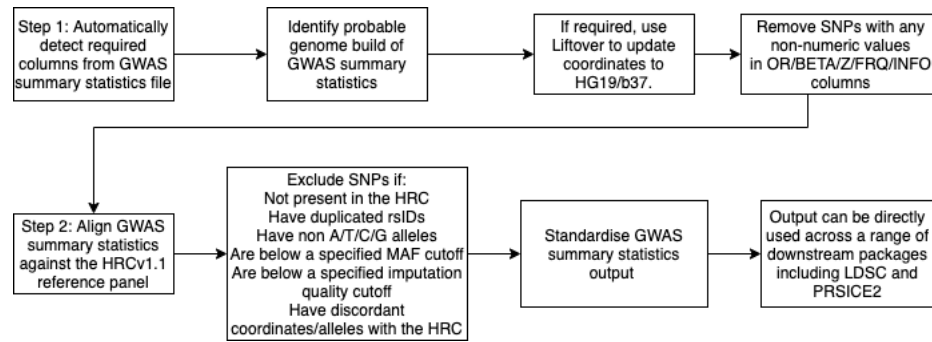 Step 1: Automatically
detect required
columns from GWAS
summary statistics file
Identify probable
genome build of
GWAS summary
statistics
If required, use
Liftover to update
coordinates to
HG19/b37.
Remove SNPs with any
non-numeric values
in OR/BETA/Z/FRQ/INFO
columns
Step 2: Align GWAS
summary statistics
against the HRCv1.1
reference panel
Exclude SNPs if:
Not present in the HRC
Have duplicated rsIDs
Have non A/T/C/G alleles
Are below a specified MAF cutoff
Are below a specified imputation
quality cutoff
Have discordant
coordinates/alleles with the HRC
Standardise GWAS
summary statistics
output
Output can be directly
used across a range of
downstream packages
including LDSC and
PRSICE2